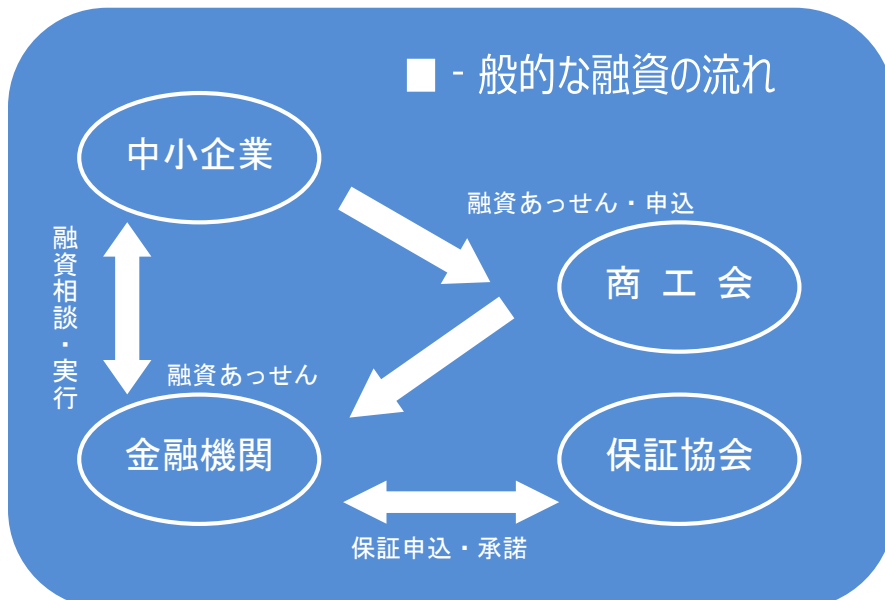 ■ - 般的な融資の流れ
中小企業
融資あっせん・申込
商 工 会
融資相談・実行
融資あっせん
金融機関
保証協会
保証申込・承諾